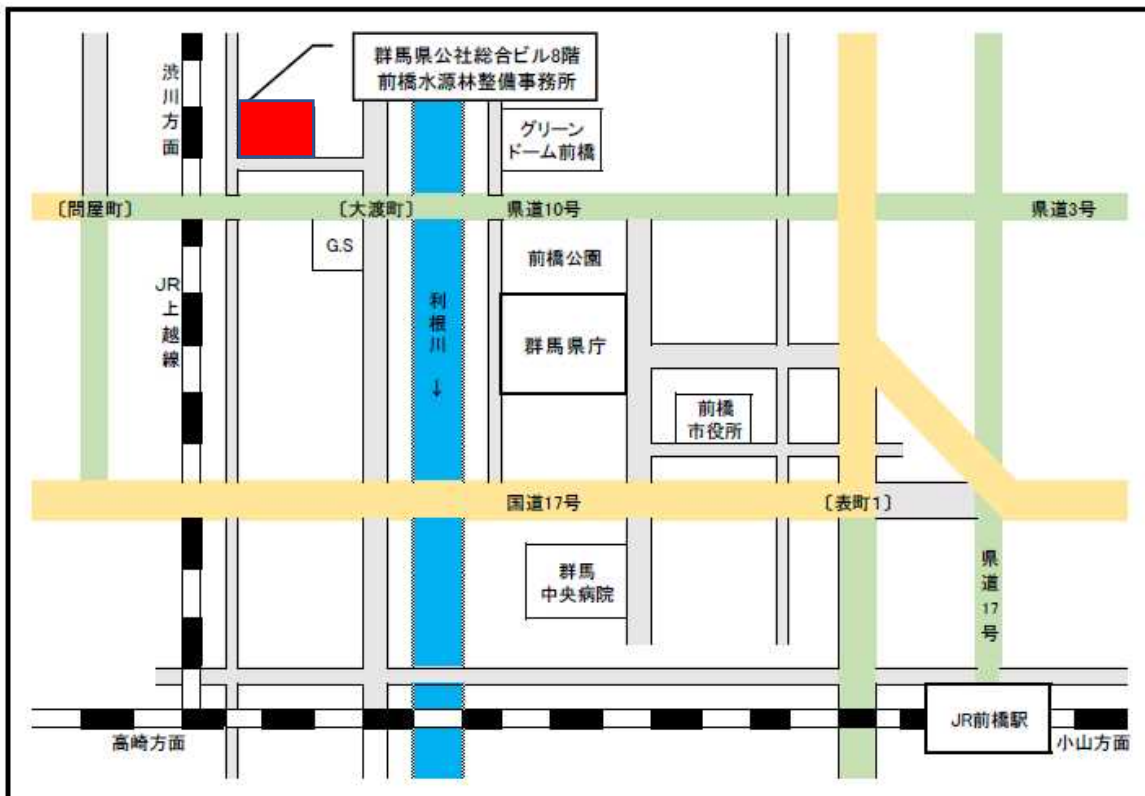 群馬県公社総合ビル8階
前橋水源林整備事務所
渋川方面
グリーン
ドーム前橋
〔問屋町〕
〔大渡町〕
県道10号
県道3号
G.S
前橋公園
JR上越線
利根川↓
群馬県庁
前橋
市役所
国道17号
〔表町1〕
群馬
中央病院
県道17号
JR前橋駅
高崎方面
小山方面